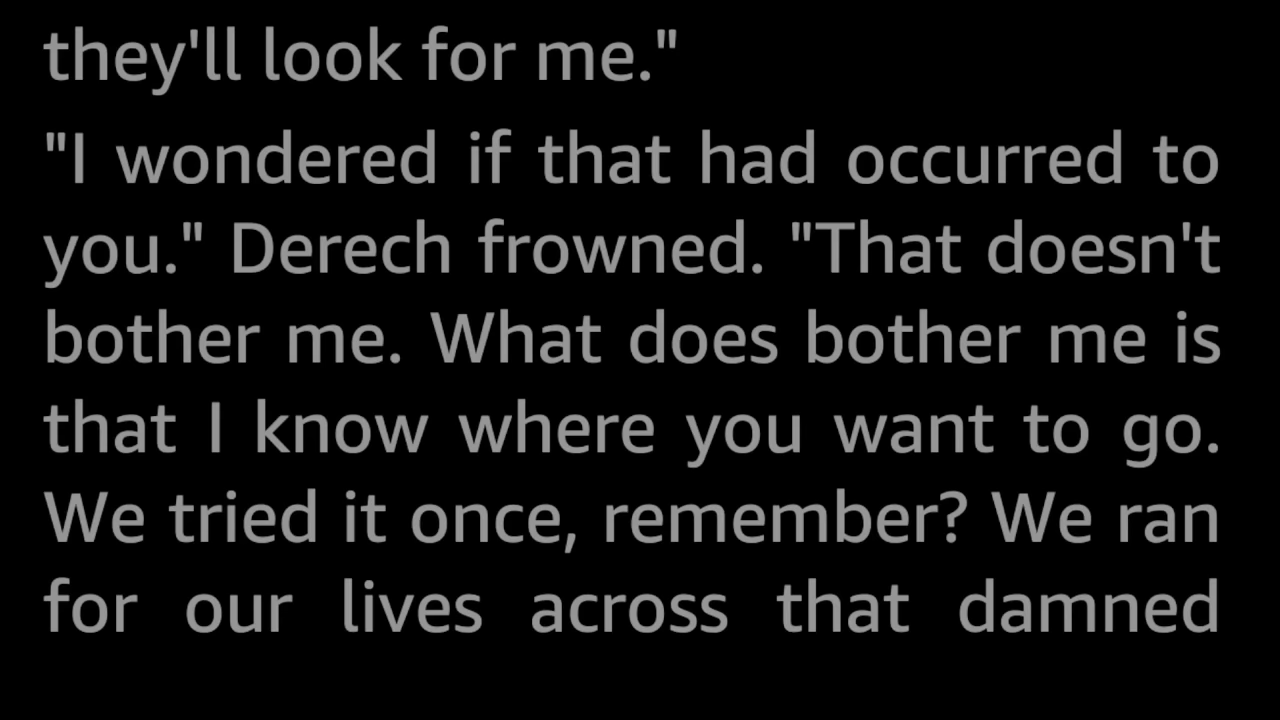 they'll look for me."
"I wondered if that had occurred to
you." Derech frowned. "That doesn't
bother me. What does bother me is
that I know where you want to go.
We tried it once, remember? We ran
for our lives across that damned